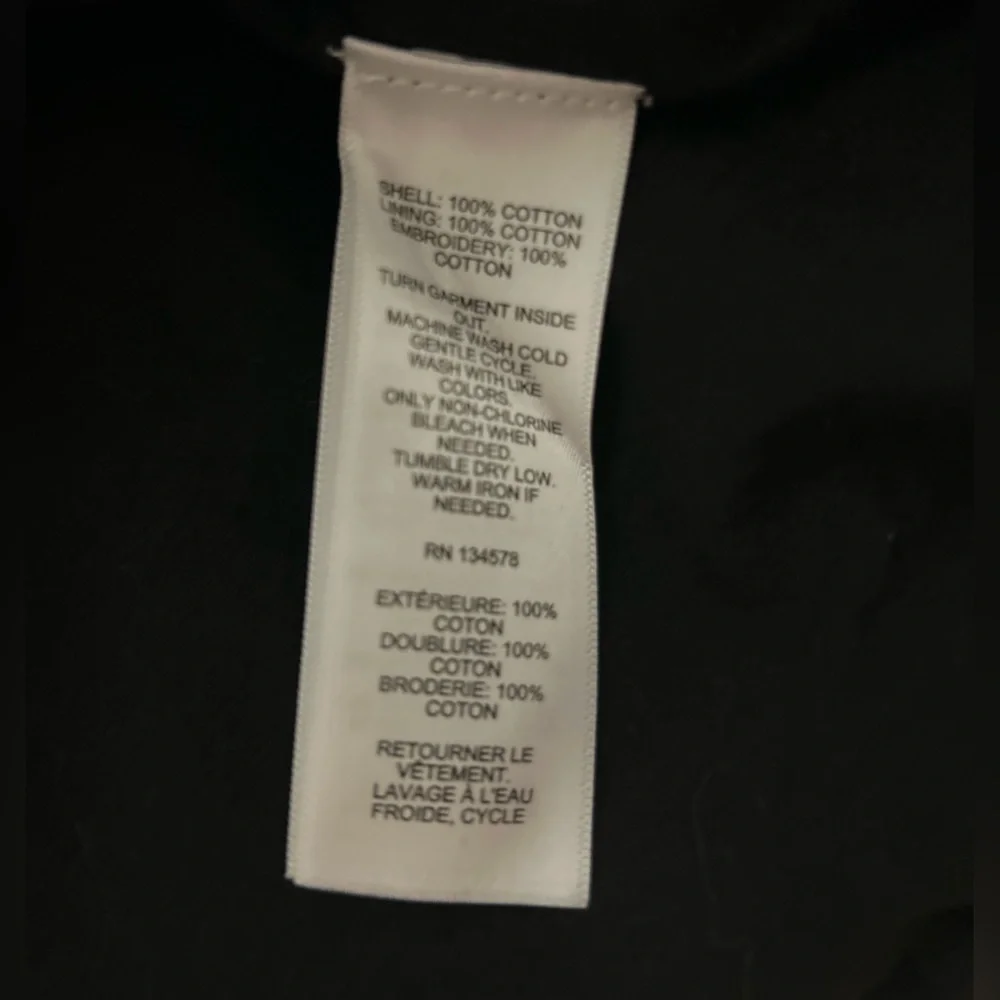 SHELL: 100% COTTON
LINING: 100% COTTON
EMBROIDERY: 100%
COTTON
TURN GARMENT INSIDE
OUT.
MACHINE WASH COLD
GENTLE CYCLE.
WASH WITH LIKE
COLORS.
ONLY NON-CHLORINE
BLEACH WHEN
NEEDED.
TUMBLE DRY LOW.
WARM IRON IF
NEEDED.
RN 134578
EXTÉRIEURE: 100%
COTON
DOUBLURE: 100%
COTON
BRODERIE: 100%
COTON
RETOURNER LE
VÊTEMENT.
LAVAGE À L'EAU
FROIDE, CYCLE